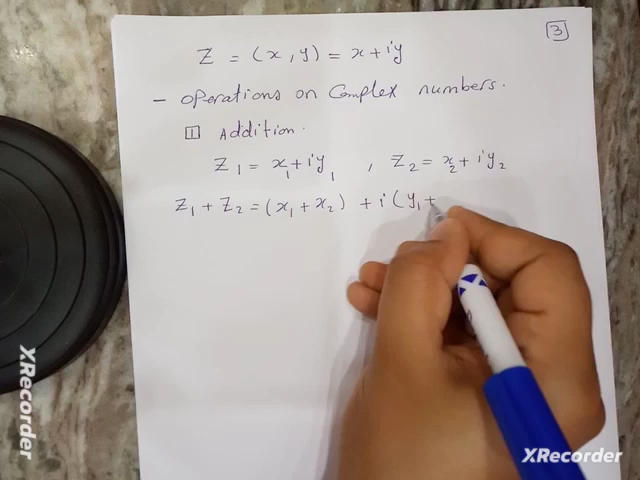 3
Z = (x, y) = x + iy
- Operations on Complex numbers.
1 Addition.
Z1 = x1 + iy1 , Z2 = x2 + iy2
Z1 + Z2 = (x1 + x2) + i(y1 +
XRecorder
XRecorder